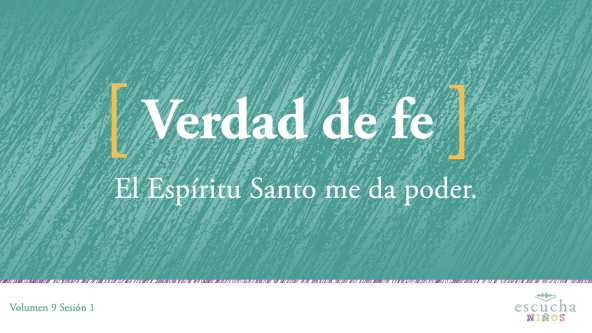 [ Verdad de fe ]
El Espíritu Santo me da poder.
Volumen 9 Sesión 1
escucha
NIÑOS